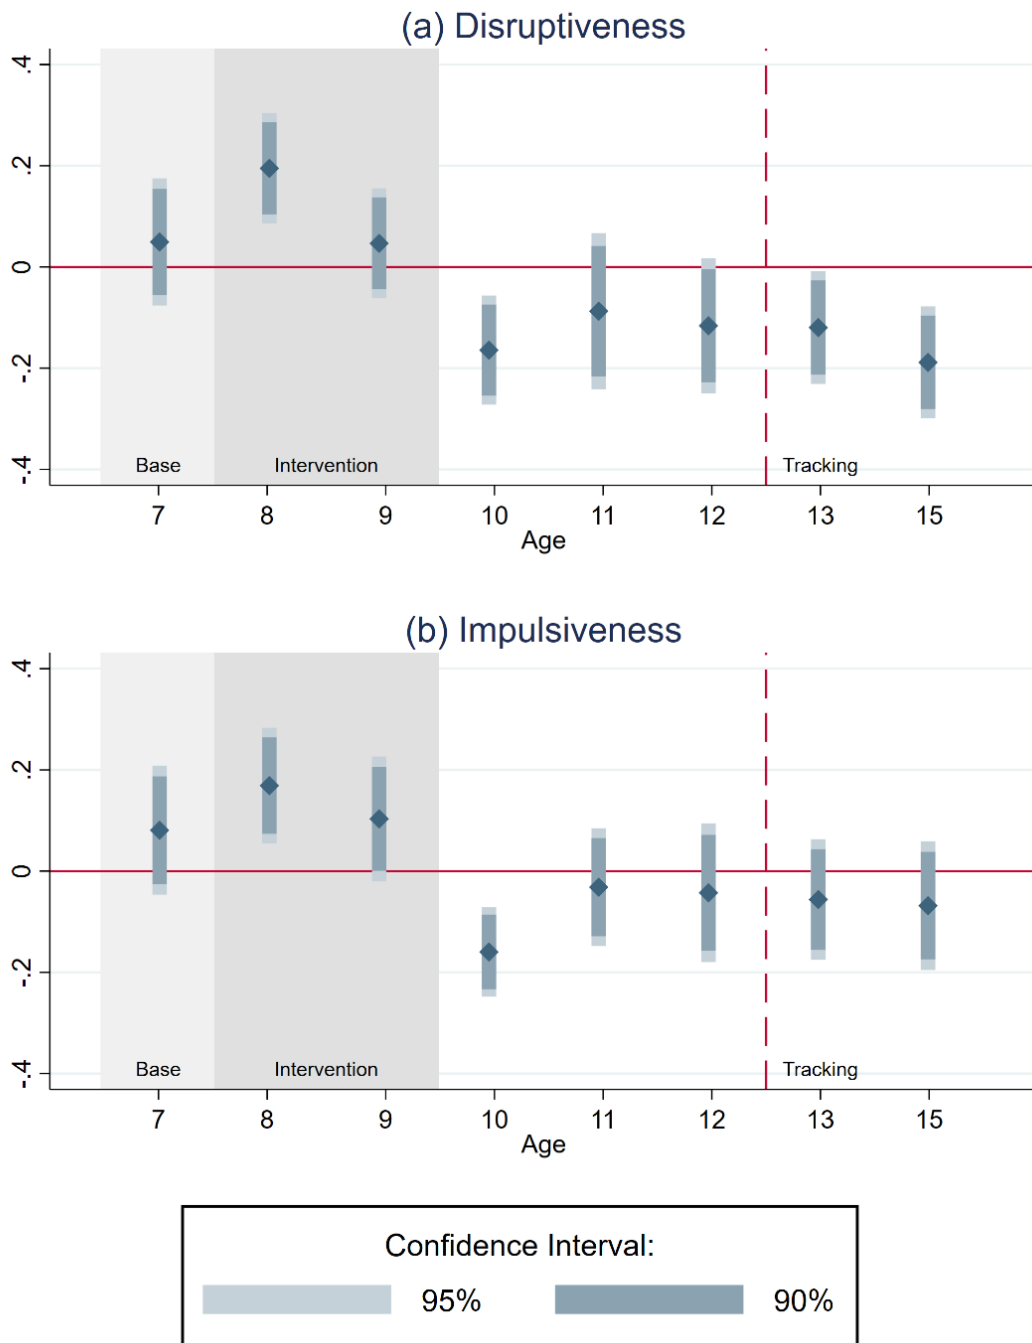 (a) Disruptiveness
.4
.2
0
-.2
-.4
Base Intervention Tracking
7 8 9 10 11 12 13 15
Age
(b) Impulsiveness
.4
.2
0
-.2
-.4
Base Intervention Tracking
7 8 9 10 11 12 13 15
Age
Confidence Interval:
95% 90%